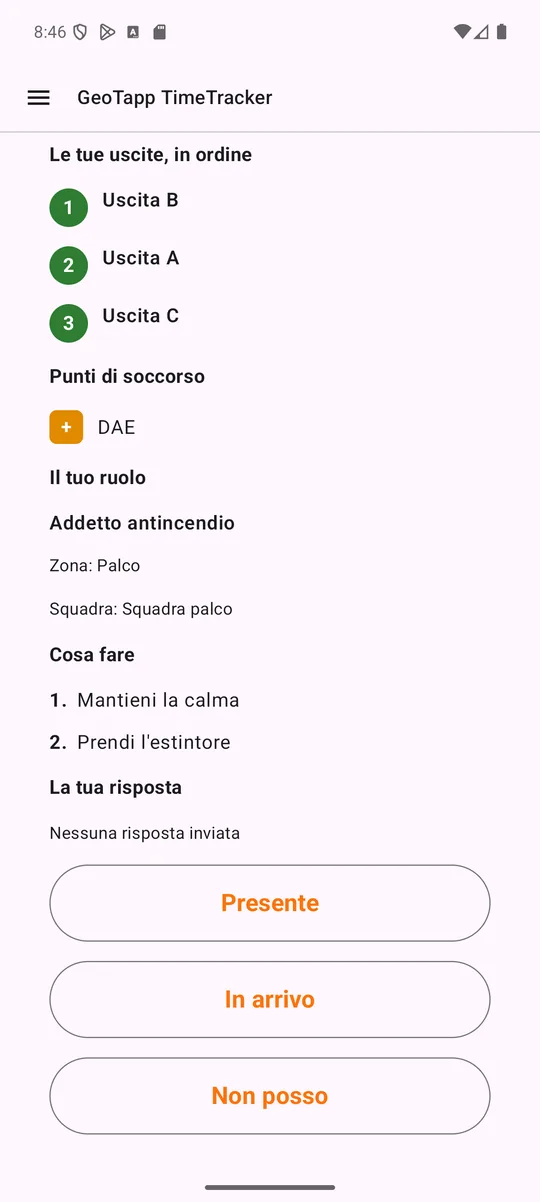 8:46
GeoTapp TimeTracker
Le tue uscite, in ordine
1 Uscita B
2 Uscita A
3 Uscita C
Punti di soccorso
+ DAE
Il tuo ruolo
Addetto antincendio
Zona: Palco
Squadra: Squadra palco
Cosa fare
1. Mantieni la calma
2. Prendi l'estintore
La tua risposta
Nessuna risposta inviata
Presente
In arrivo
Non posso